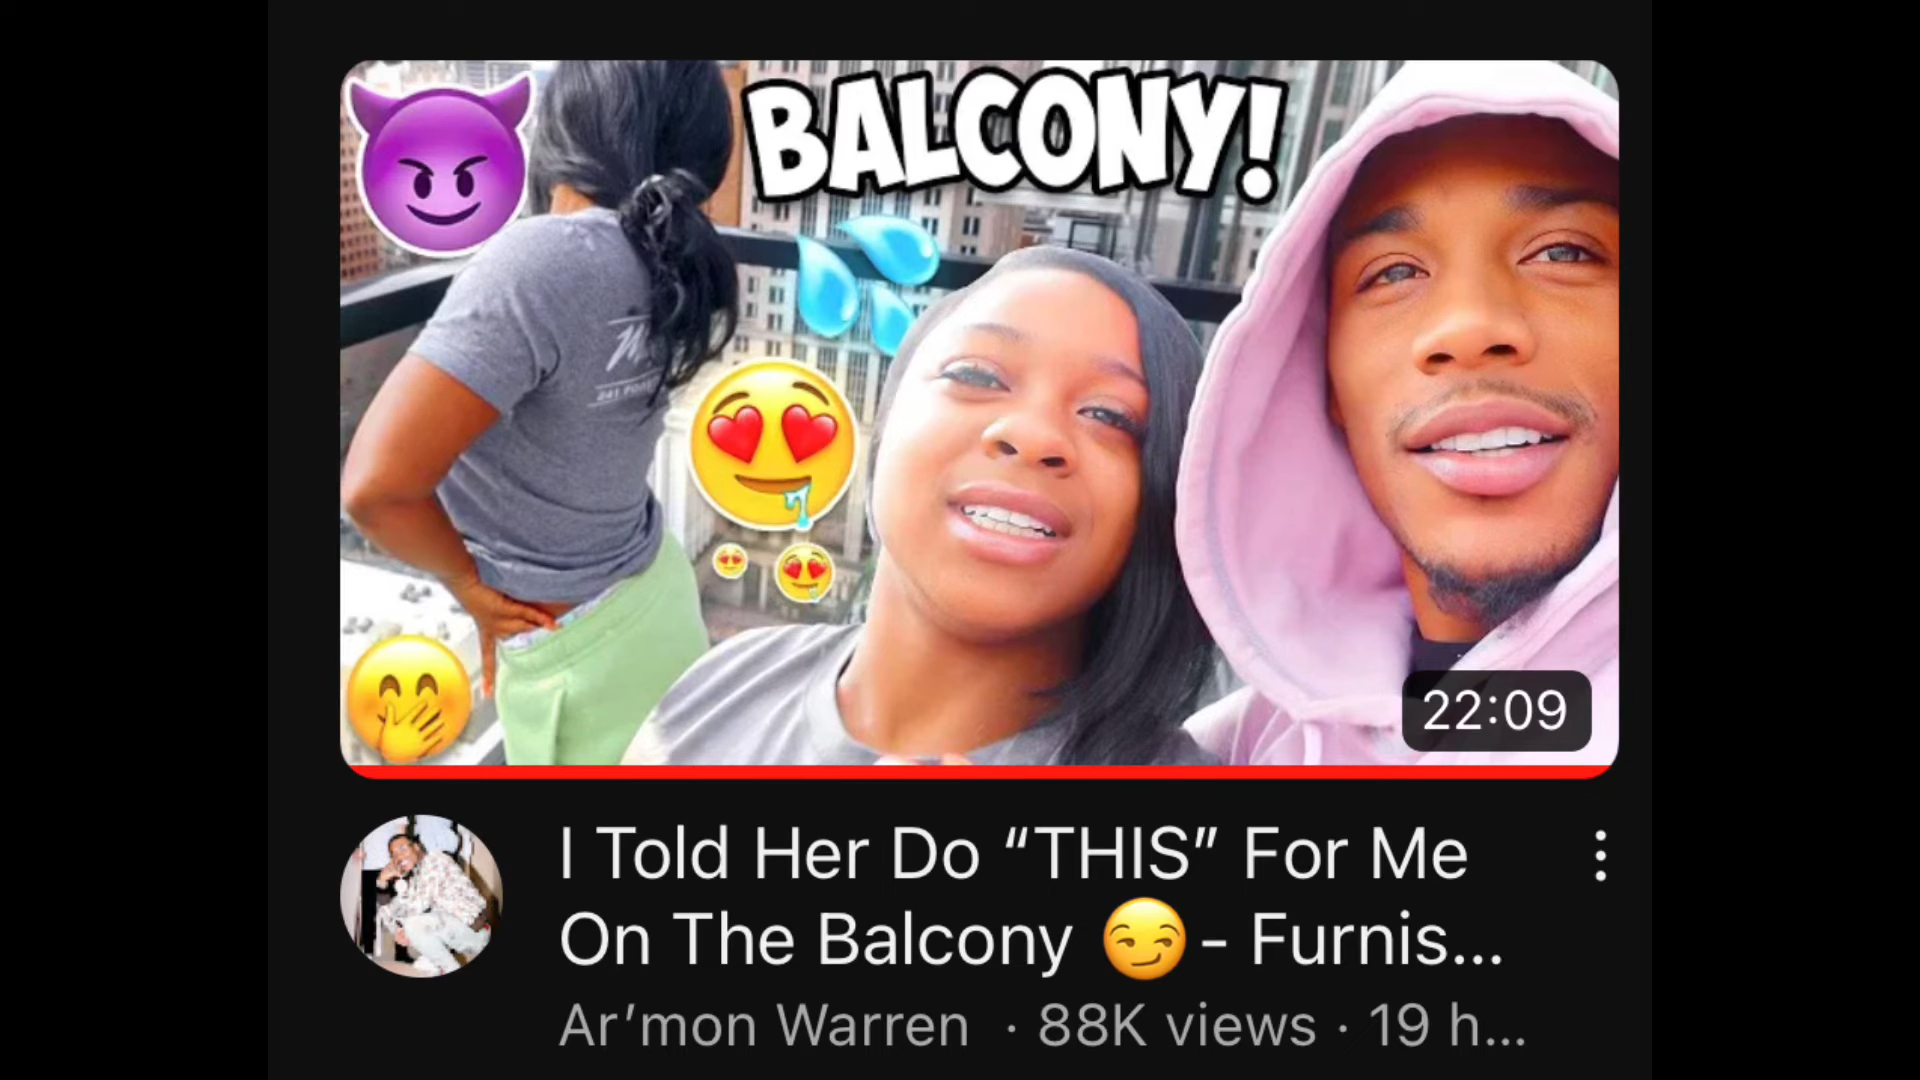 BALCONY!
22:09
I Told Her Do “THIS” For Me
On The Balcony 😏 - Furnis...
Ar’mon Warren · 88K views · 19 h...